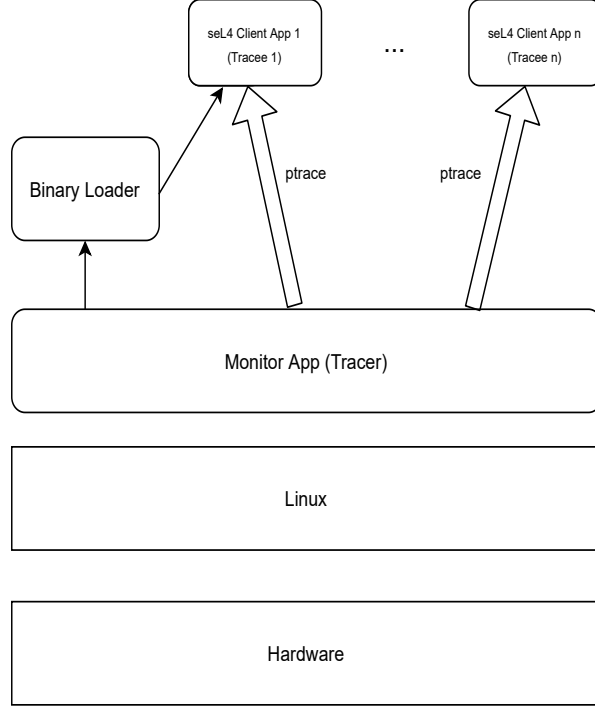 seL4 Client App 1
(Tracee 1)
...
seL4 Client App n
(Tracee n)
ptrace
ptrace
Binary Loader
Monitor App (Tracer)
Linux
Hardware